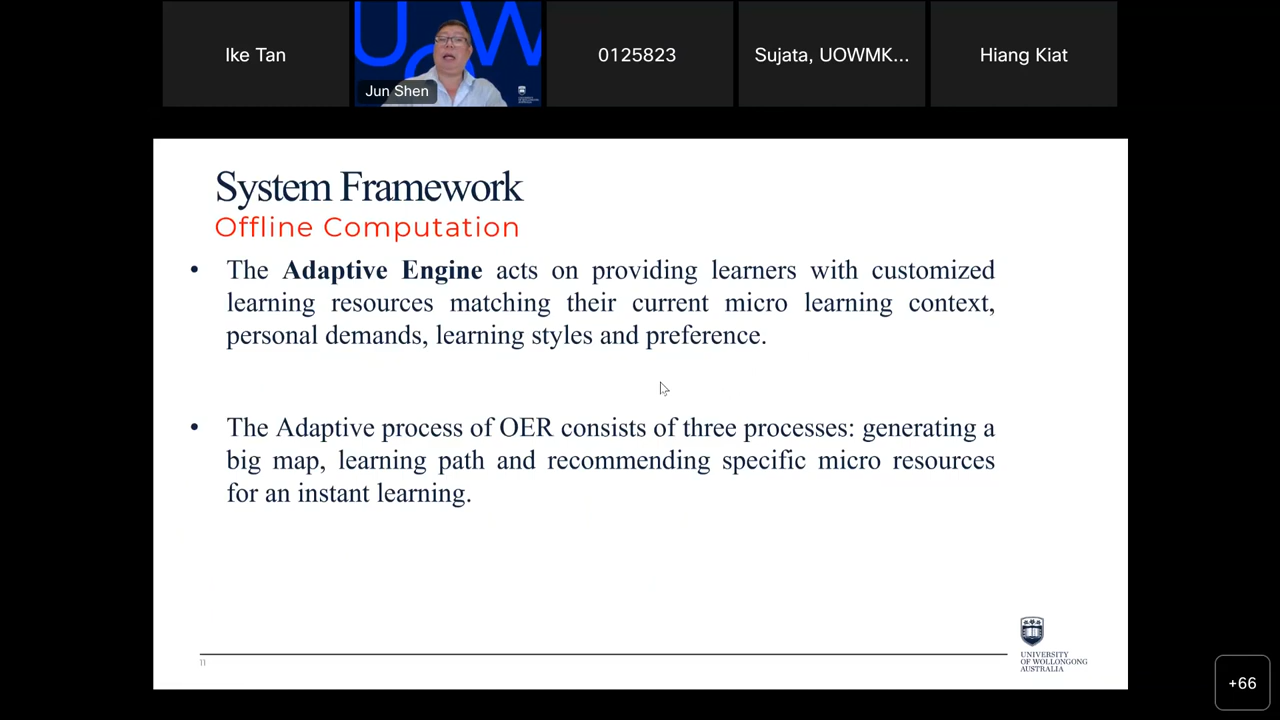 Ike Tan
UOW
Jun Shen
0125823
Sujata, UOWMK...
Hiang Kiat
System Framework
Offline Computation
• The Adaptive Engine acts on providing learners with customized
learning resources matching their current micro learning context,
personal demands, learning styles and preference.
• The Adaptive process of OER consists of three processes: generating a
big map, learning path and recommending specific micro resources
for an instant learning.
11
UNIVERSITY
OF WOLLONGONG
AUSTRALIA
+66